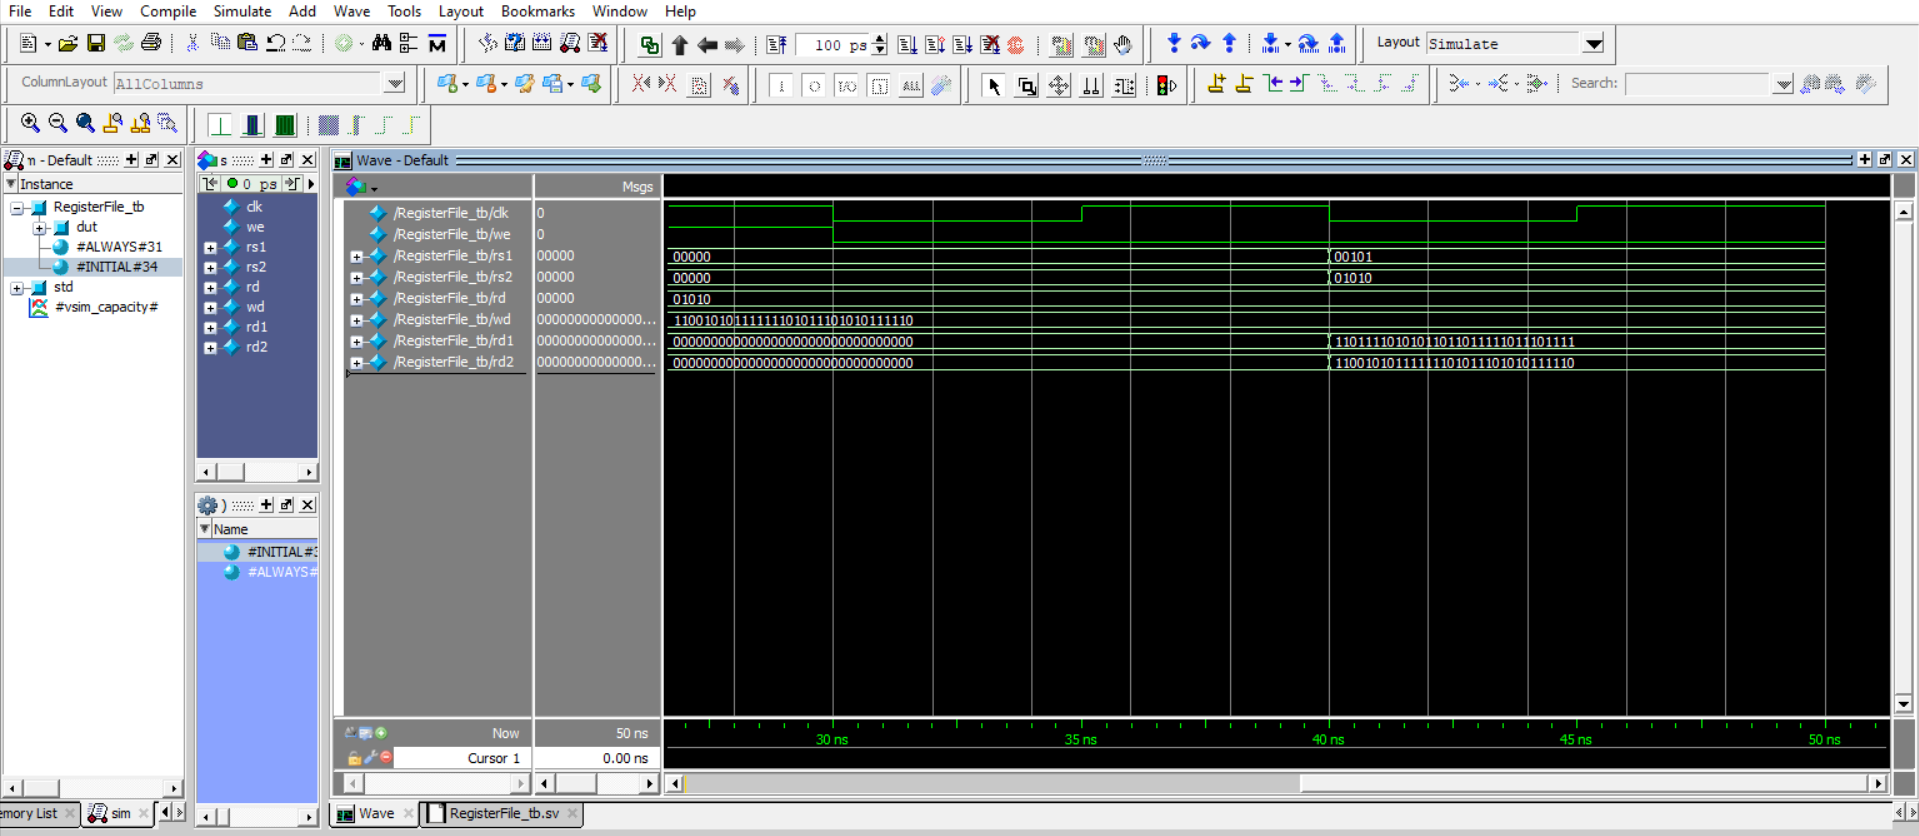 File Edit View Compile Simulate Add Wave Tools Layout Bookmarks Window Help
100 ps
Layout Simulate
ColumnLayout AllColumns
Search:
n - Default
Instance
RegisterFile_tb
dut
#ALWAYS#31
#INITIAL#34
std
#vsim_capacity#
s
0 ps
clk
we
rs1
rs2
rd
wd
rd1
rd2
Name
#INITIAL#3
#ALWAYS#
Wave - Default
Msgs
/RegisterFile_tb/clk 0
/RegisterFile_tb/we 0
/RegisterFile_tb/rs1 00000 00000 00101
/RegisterFile_tb/rs2 00000 00000 01010
/RegisterFile_tb/rd 00000 01010
/RegisterFile_tb/wd 00000000000000... 11001010111111101011101010111110
/RegisterFile_tb/rd1 00000000000000... 00000000000000000000000000000000 11011110101011011011111011101111
/RegisterFile_tb/rd2 00000000000000... 00000000000000000000000000000000 11001010111111101011101010111110
Now 50 ns
30 ns 35 ns 40 ns 45 ns 50 ns
Cursor 1 0.00 ns
emory List sim
Wave RegisterFile_tb.sv